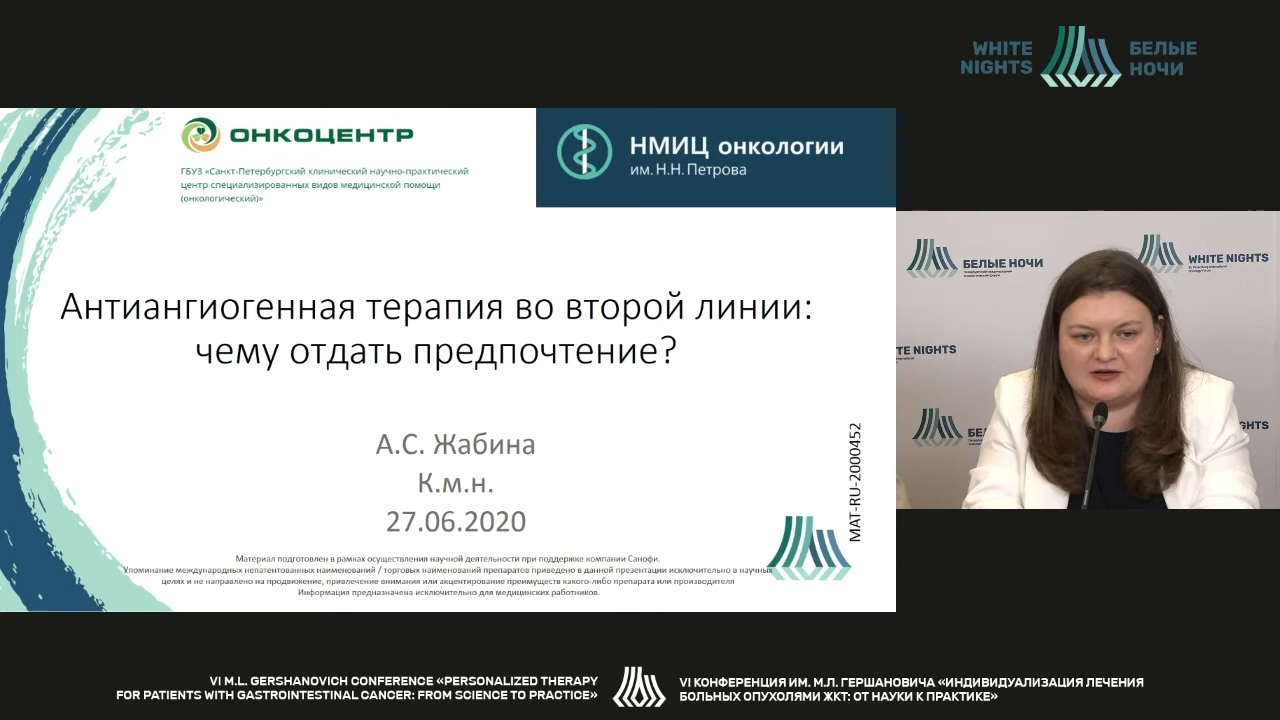 WHITE
NIGHTS
БЕЛЫЕ
НОЧИ
ОНКОЦЕНТР
ГБУЗ «Санкт-Петербургский клинический научно-практический
центр специализированных видов медицинской помощи
(онкологический)»
НМИЦ онкологии
им. Н.Н. Петрова
Антиангиогенная терапия во второй линии:
чему отдать предпочтение?
А.С. Жабина
К.м.н.
27.06.2020
MAT-RU-2000452
Материал подготовлен в рамках осуществления научной деятельности при поддержке компании Санофи.
Упоминание международных непатентованных наименований / торговых наименований препаратов приведено в данной презентации исключительно в научных
целях и не направлено на продвижение, привлечение внимания или акцентирование преимуществ какого-либо препарата или производителя
Информация предназначена исключительно для медицинских работников.
БЕЛЫЕ НОЧИ
WHITE NIGHTS
TE NIGHTS
БЕ
GHTS
VI M.L. GERSHANOVICH CONFERENCE «PERSONALIZED THERAPY
FOR PATIENTS WITH GASTROINTESTINAL CANCER: FROM SCIENCE TO PRACTICE»
VI КОНФЕРЕНЦИЯ ИМ. М.Л. ГЕРШАНОВИЧА «ИНДИВИДУАЛИЗАЦИЯ ЛЕЧЕНИЯ
БОЛЬНЫХ ОПУХОЛЯМИ ЖКТ: ОТ НАУКИ К ПРАКТИКЕ»